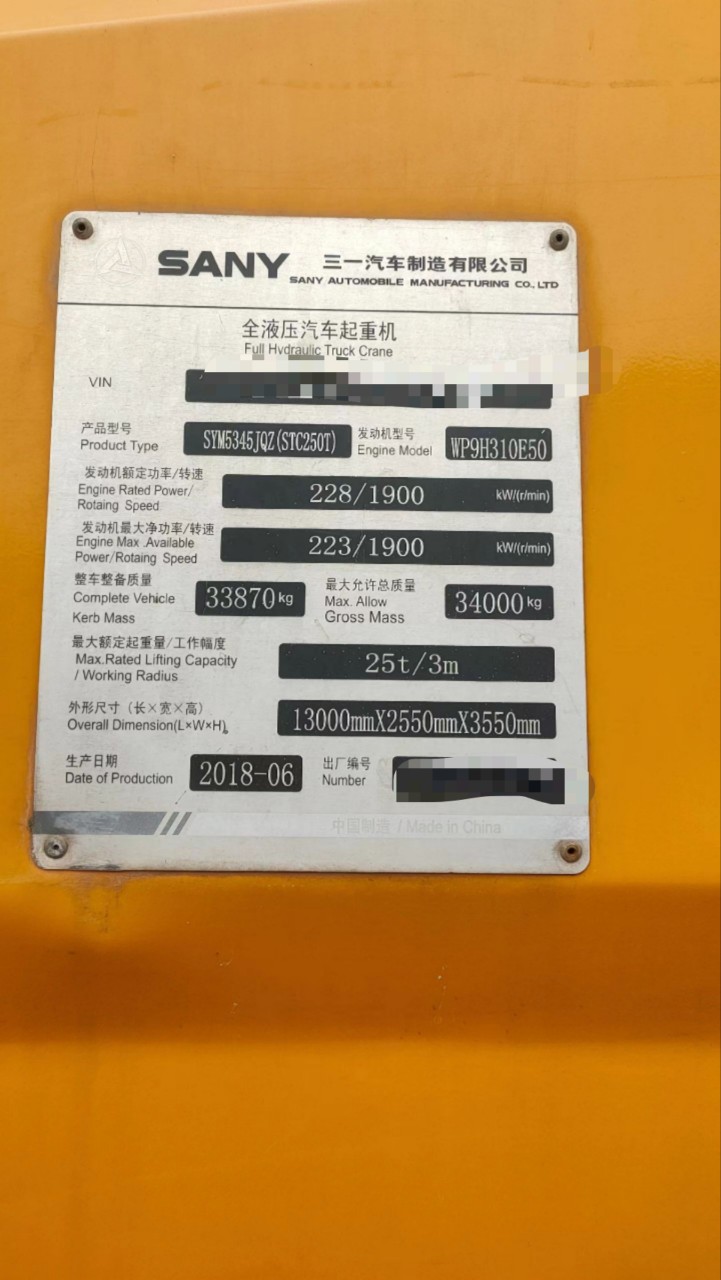 SANY 三一汽车制造有限公司
SANY AUTOMOBILE MANUFACTURING CO., LTD
全液压汽车起重机
Full Hydraulic Truck Crane
VIN
产品型号 SYM5345JQZ(STC250T) 发动机型号 WP9H310E50
Product Type Engine Model
发动机额定功率/转速
Engine Rated Power/ 228/1900 kW/(r/min)
Rotaing Speed
发动机最大净功率/转速
Engine Max .Available 223/1900 kW/(r/min)
Power/Rotaing Speed
整车整备质量 最大允许总质量
Complete Vehicle 33870 kg Max. Allow 34000 kg
Kerb Mass Gross Mass
最大额定起重量/工作幅度
Max.Rated Lifting Capacity 25t/3m
/ Working Radius
外形尺寸（长×宽×高）
Overall Dimension(L×W×H)。 13000mmX2550mmX3550mm
生产日期 2018-06 出厂编号
Date of Production Number
中国制造 / Made in China